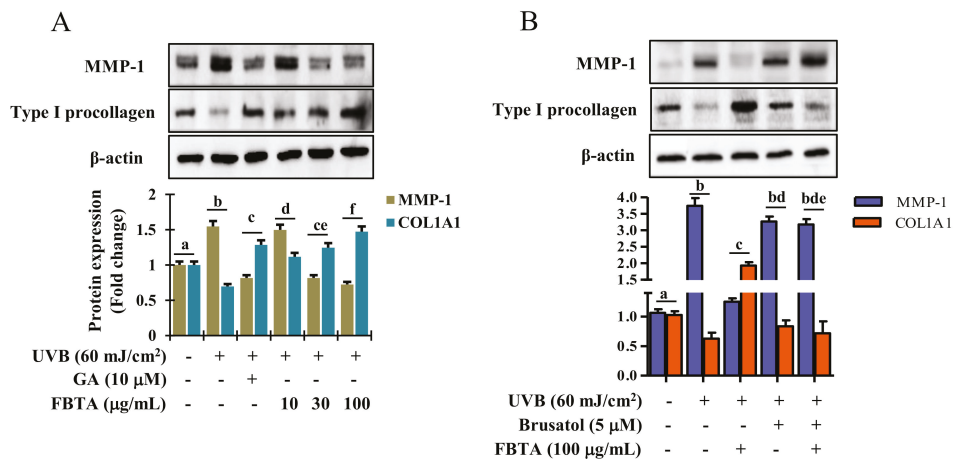 A
MMP-1
Type I procollagen
β-actin
Protein expression
(Fold change)
2
1.5
1
0.5
0
a
b
c
d
ce
f
MMP-1
COL1A1
UVB (60 mJ/cm²) - + + + + +
GA (10 μM) - - + - - -
FBTA (μg/mL) - - - 10 30 100
B
MMP-1
Type I procollagen
β-actin
4.0
3.5
3.0
2.5
2.0
1.5
1.0
0.5
0.0
a
b
c
bd
bde
MMP-1
COL1A1
UVB (60 mJ/cm²) - + + + +
Brusatol (5 μM) - - - + +
FBTA (100 μg/mL) - - + - +